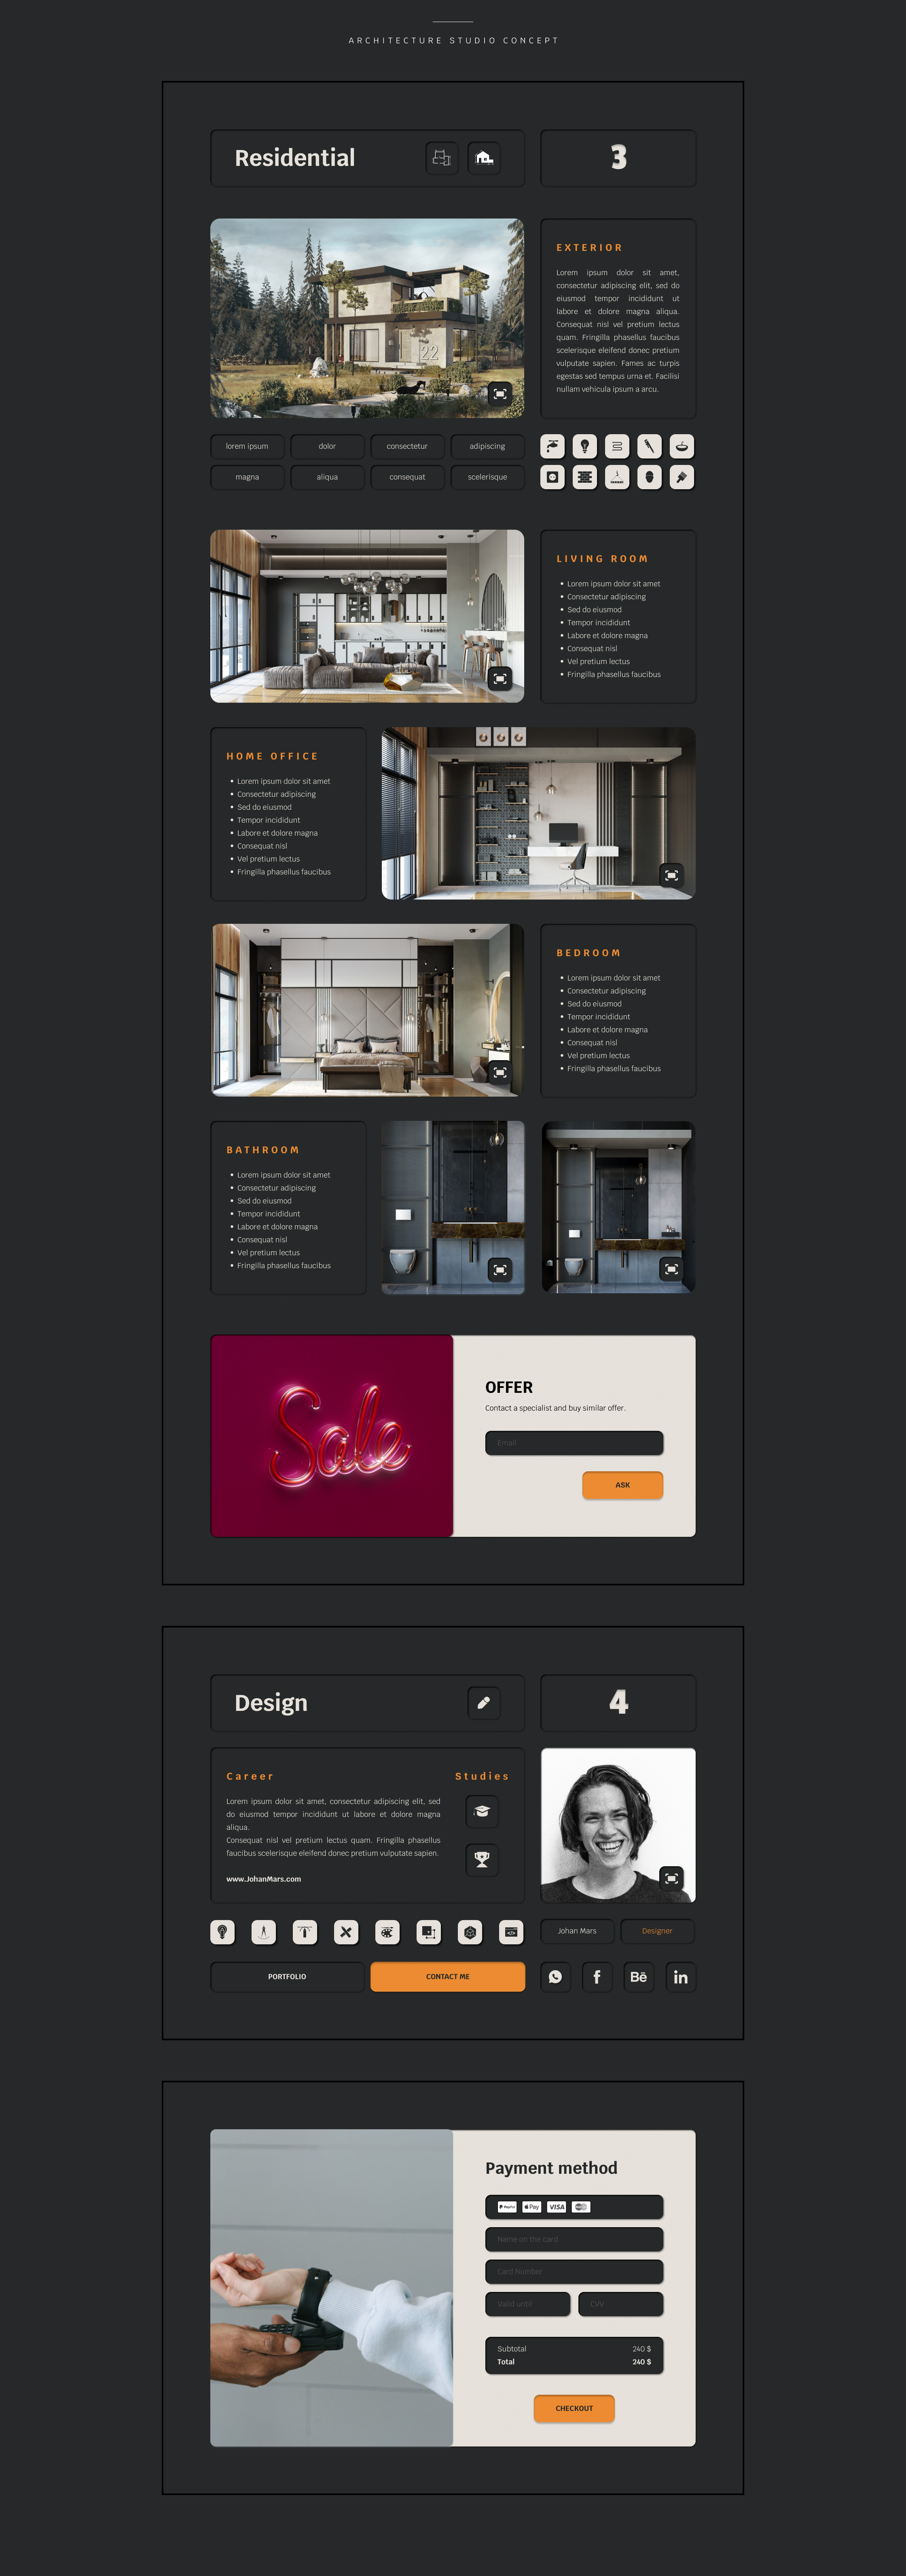 ARCHITECTURE STUDIO CONCEPT
Residential
3
22
EXTERIOR
Lorem ipsum dolor sit amet,
consectetur adipiscing elit, sed do
eiusmod tempor incididunt ut
labore et dolore magna aliqua.
Consequat nisl vel pretium lectus
quam. Fringilla phasellus faucibus
scelerisque eleifend donec pretium
vulputate sapien. Fames ac turpis
egestas sed tempus urna et. Facilisi
nullam vehicula ipsum a arcu.
lorem ipsum
dolor
consectetur
adipiscing
magna
aliqua
consequat
scelerisque
LIVING ROOM
Lorem ipsum dolor sit amet
Consectetur adipiscing
Sed do eiusmod
Tempor incididunt
Labore et dolore magna
Consequat nisl
Vel pretium lectus
Fringilla phasellus faucibus
HOME OFFICE
Lorem ipsum dolor sit amet
Consectetur adipiscing
Sed do eiusmod
Tempor incididunt
Labore et dolore magna
Consequat nisl
Vel pretium lectus
Fringilla phasellus faucibus
BEDROOM
Lorem ipsum dolor sit amet
Consectetur adipiscing
Sed do eiusmod
Tempor incididunt
Labore et dolore magna
Consequat nisl
Vel pretium lectus
Fringilla phasellus faucibus
BATHROOM
Lorem ipsum dolor sit amet
Consectetur adipiscing
Sed do eiusmod
Tempor incididunt
Labore et dolore magna
Consequat nisl
Vel pretium lectus
Fringilla phasellus faucibus
Sale
OFFER
Contact a specialist and buy similar offer.
Email
ASK
Design
4
Career
Lorem ipsum dolor sit amet, consectetur adipiscing elit, sed
do eiusmod tempor incididunt ut labore et dolore magna
aliqua.
Consequat nisl vel pretium lectus quam. Fringilla phasellus
faucibus scelerisque eleifend donec pretium vulputate sapien.
www.JohanMars.com
Studies
Johan Mars
Designer
PORTFOLIO
CONTACT ME
f
Bē
in
Payment method
PayPal
Pay
VISA
Name on the card
Card Number
Valid until
CVV
Subtotal 240 $
Total 240 $
CHECKOUT